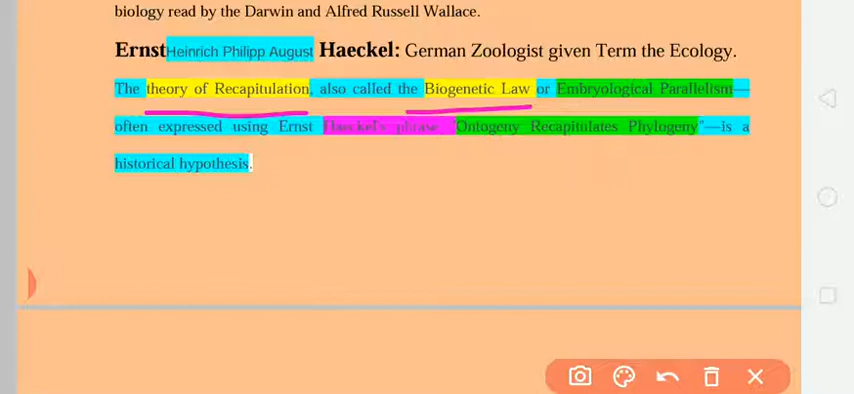 biology read by the Darwin and Alfred Russell Wallace.
Ernst Heinrich Philipp August Haeckel: German Zoologist given Term the Ecology.
The theory of Recapitulation, also called the Biogenetic Law or Embryological Parallelism—
often expressed using Ernst Haeckel's phrase "Ontogeny Recapitulates Phylogeny"—is a
historical hypothesis.